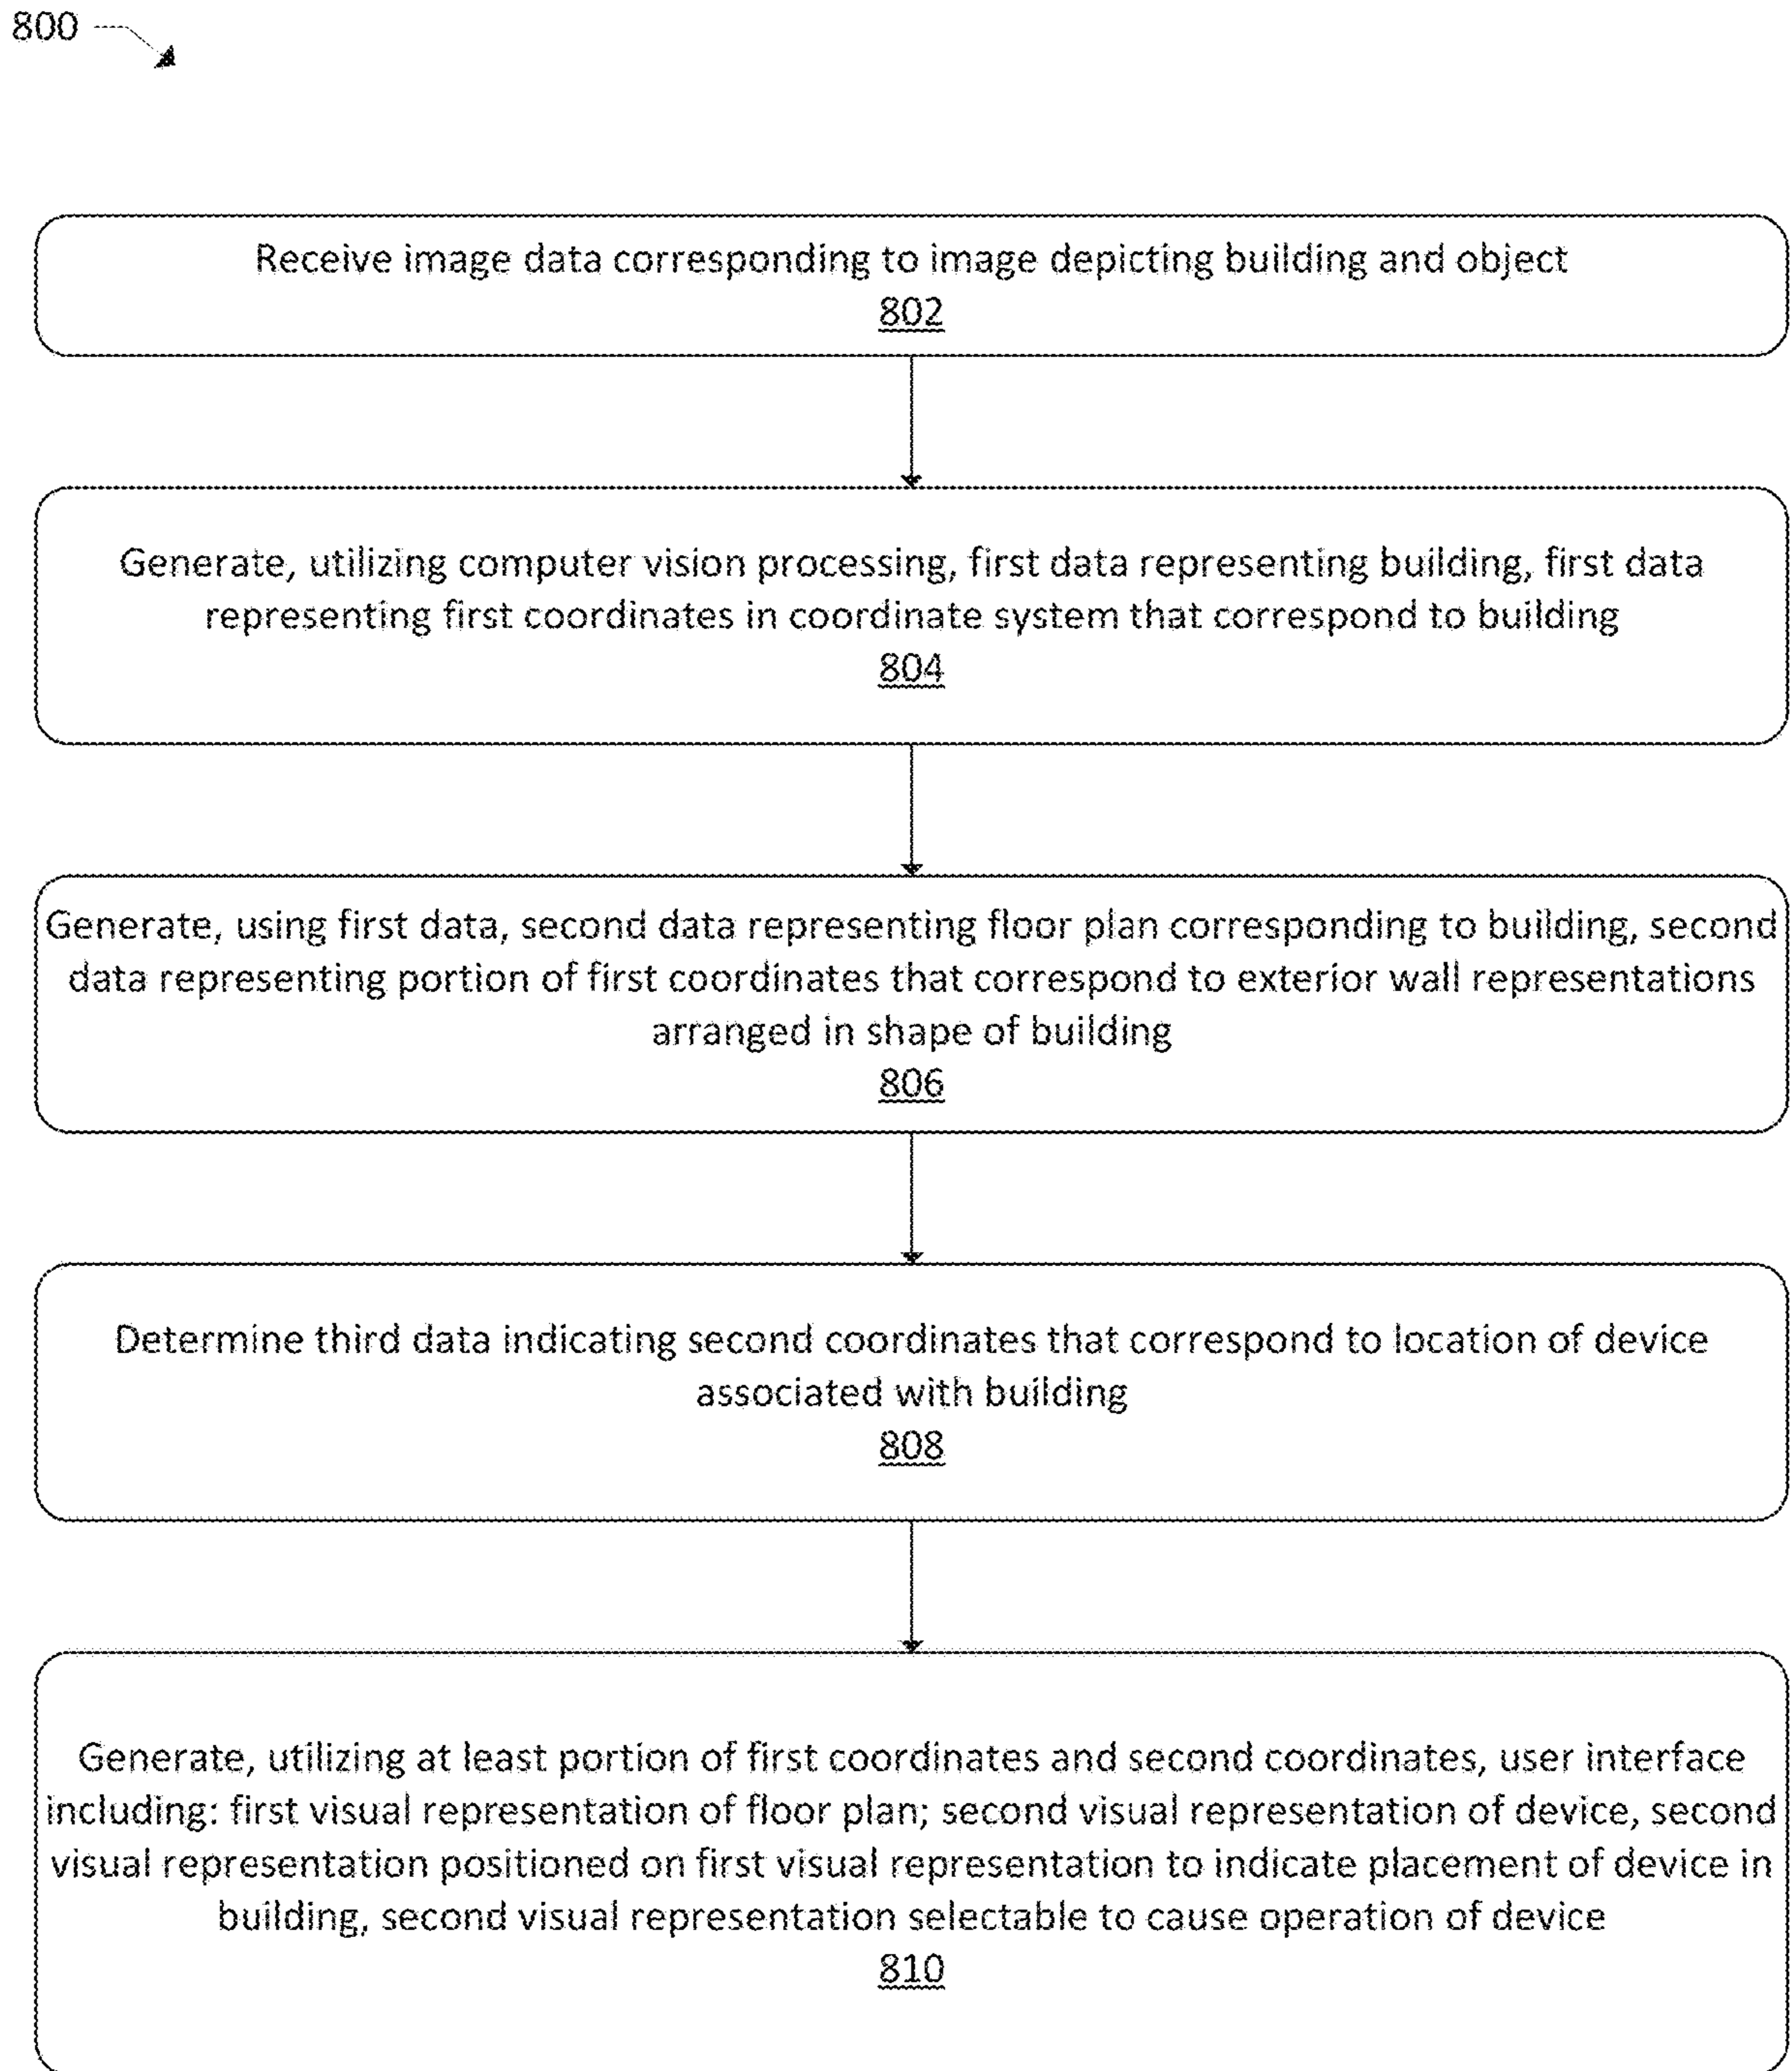 800
Receive image data corresponding to image depicting building and object
802
Generate, utilizing computer vision processing, first data representing building, first data
representing first coordinates in coordinate system that correspond to building
804
Generate, using first data, second data representing floor plan corresponding to building, second
data representing portion of first coordinates that correspond to exterior wall representations
arranged in shape of building
806
Determine third data indicating second coordinates that correspond to location of device
associated with building
808
Generate, utilizing at least portion of first coordinates and second coordinates, user interface
including: first visual representation of floor plan; second visual representation of device, second
visual representation positioned on first visual representation to indicate placement of device in
building, second visual representation selectable to cause operation of device
810